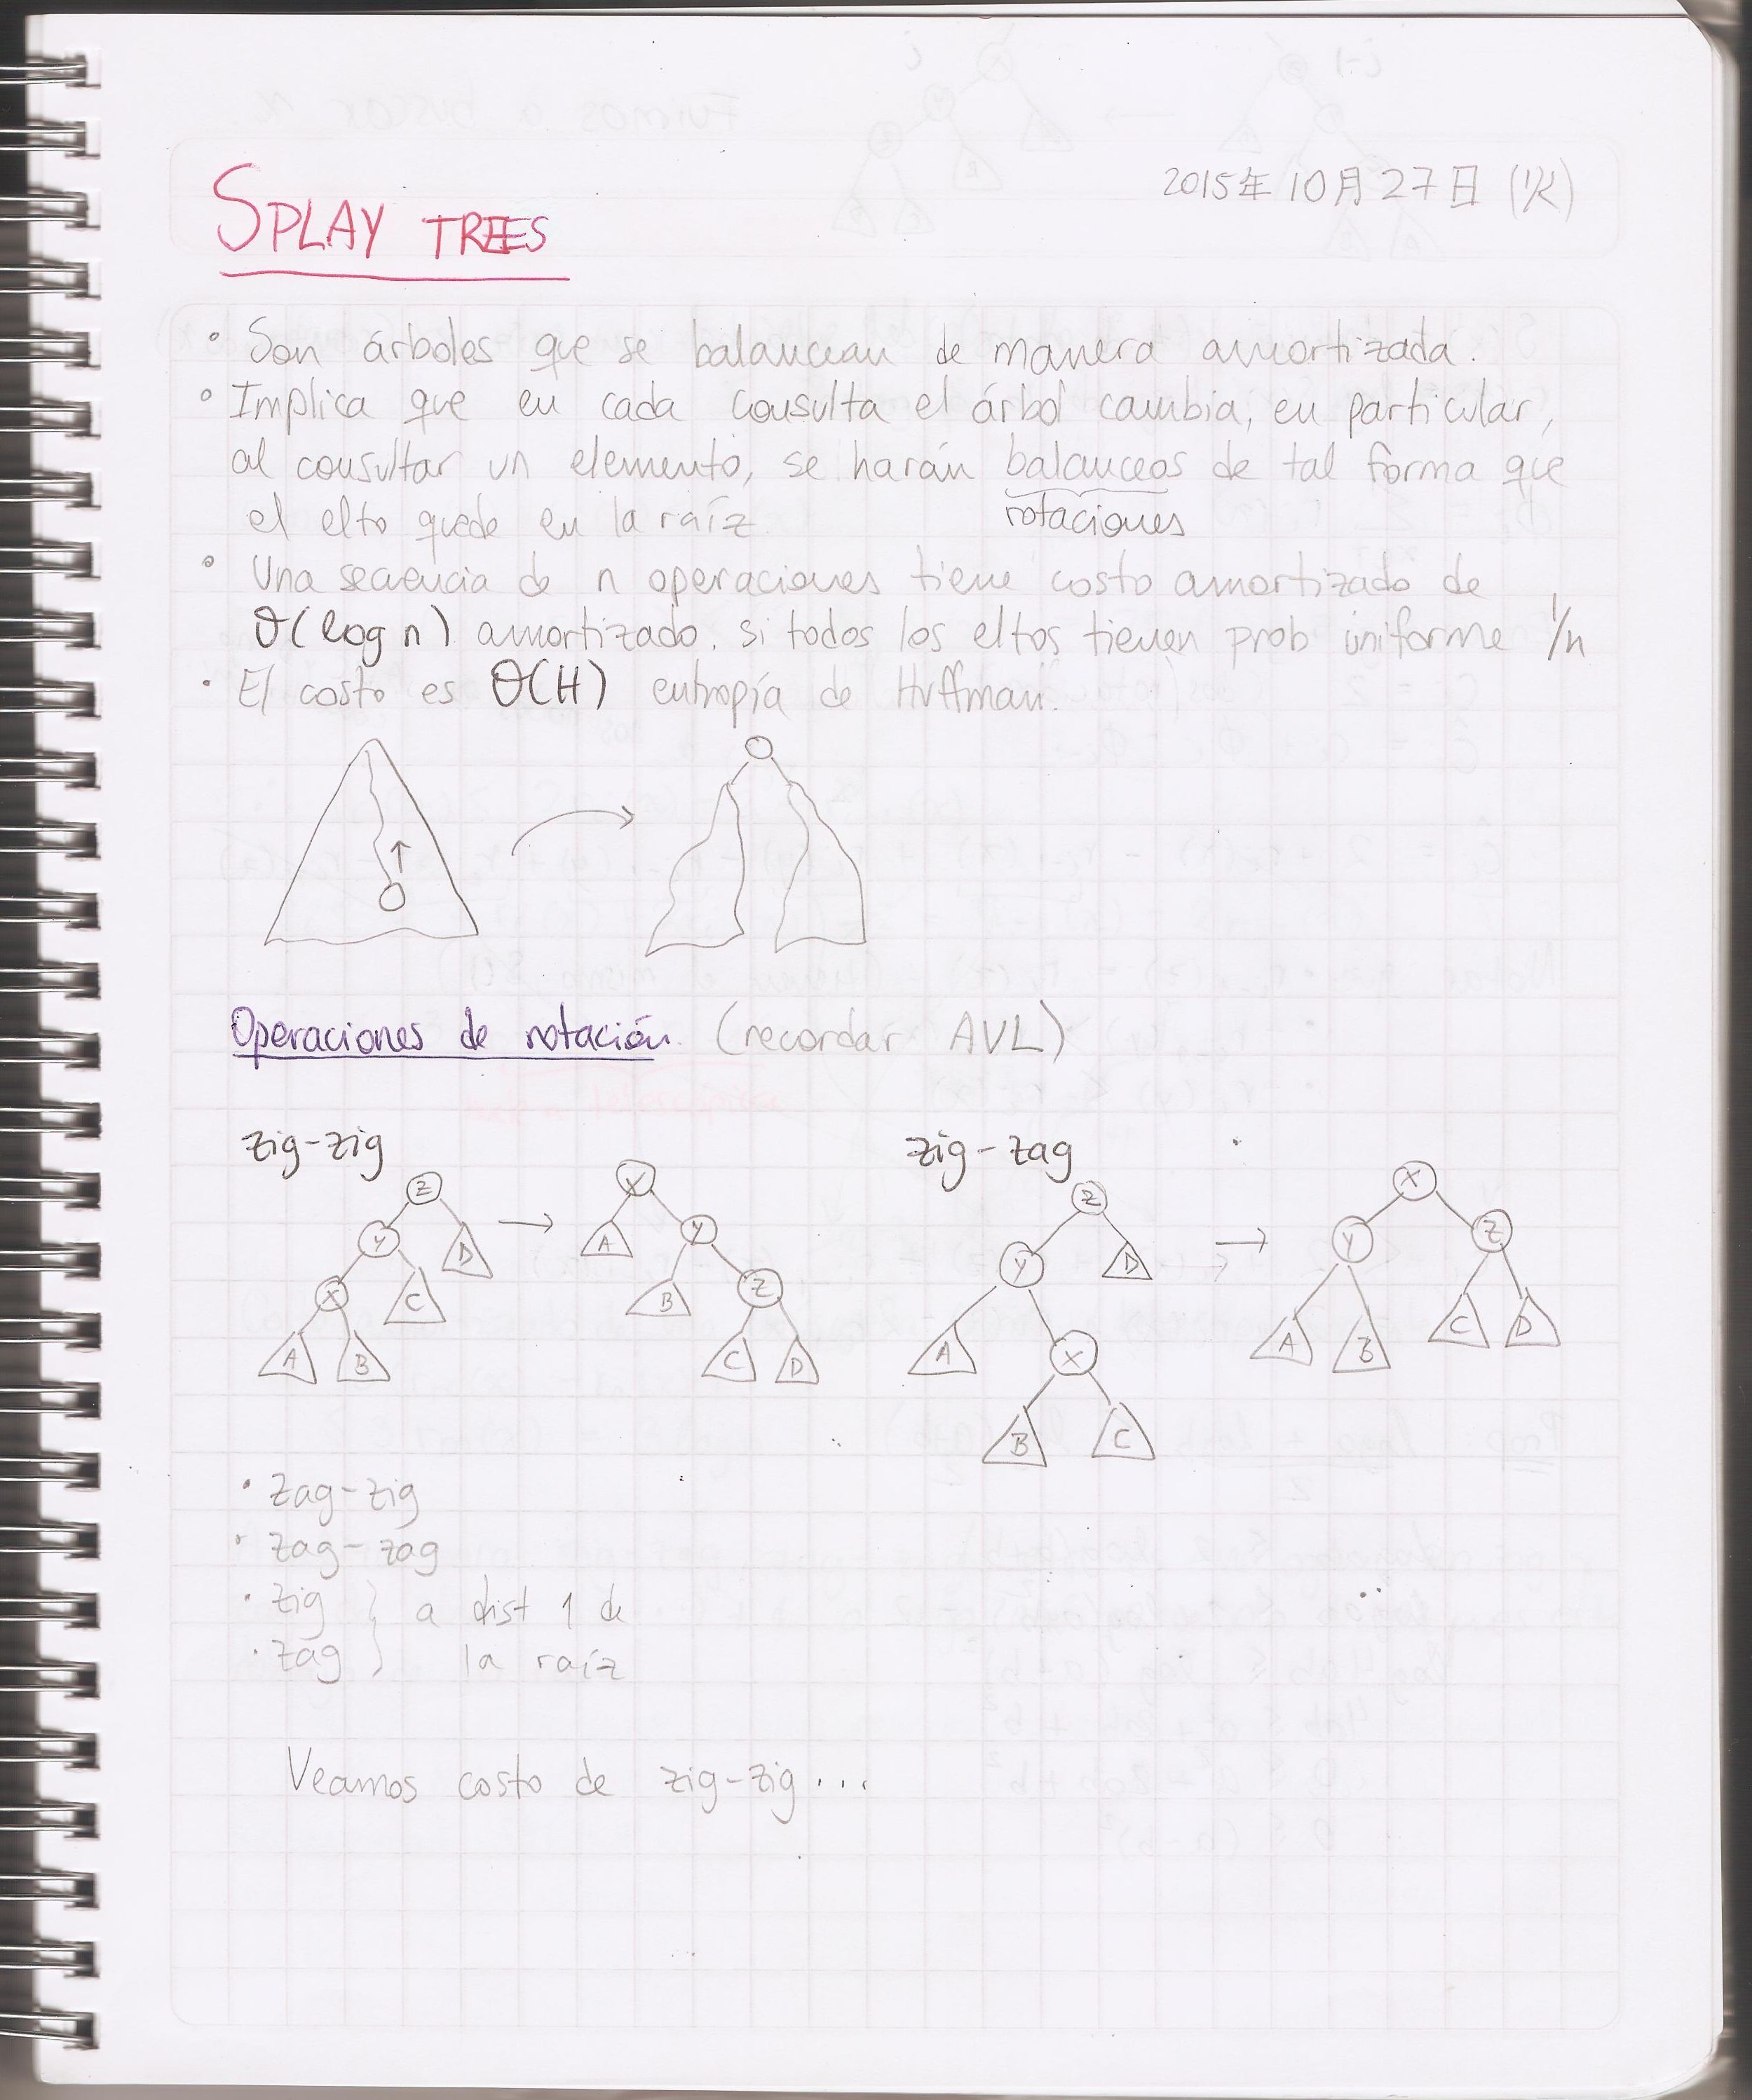 2015年10月27日(火)
SPLAY TREES
• Son árboles que se balancean de manera amortizada.
• Implica que en cada consulta el árbol cambia, en particular,
al consultar un elemento, se harán balanceos de tal forma que
el elto quede en la raíz. rotaciones
• Una secuencia de n operaciones tiene costo amortizado de
O(log n) amortizado. si todos los eltos tienen prob uniforme 1/n
• El costo es O(H) entropía de Huffman.
Operaciones de rotación (recordar AVL)
zig-zig
z
y
D
x
C
A B
→
x
A
y
B
z
C D
zig-zag
z
y
D
A
x
B C
→
x
y z
A B C D
• zag-zig
• zag-zag
• zig } a dist 1 de
• zag } la raíz
Veamos costo de zig-zig...